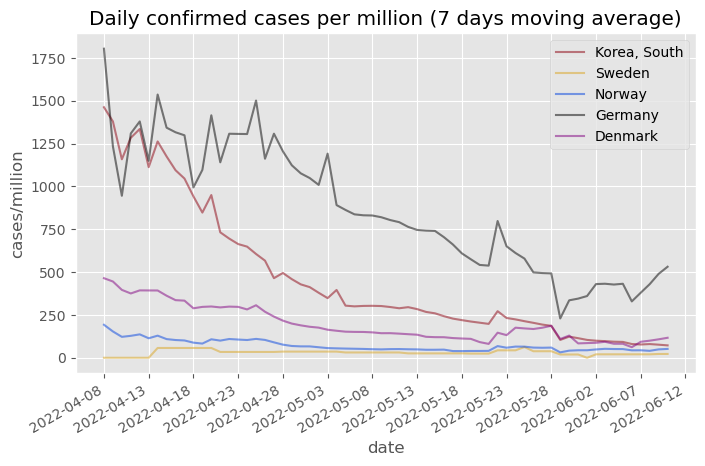 Daily confirmed cases per million (7 days moving average)
Korea, South
Sweden
Norway
Germany
Denmark
cases/million
1750
1500
1250
1000
750
500
250
0
2022-04-08
2022-04-13
2022-04-18
2022-04-23
2022-04-28
2022-05-03
2022-05-08
2022-05-13
2022-05-18
2022-05-23
2022-05-28
2022-06-02
2022-06-07
2022-06-12
date